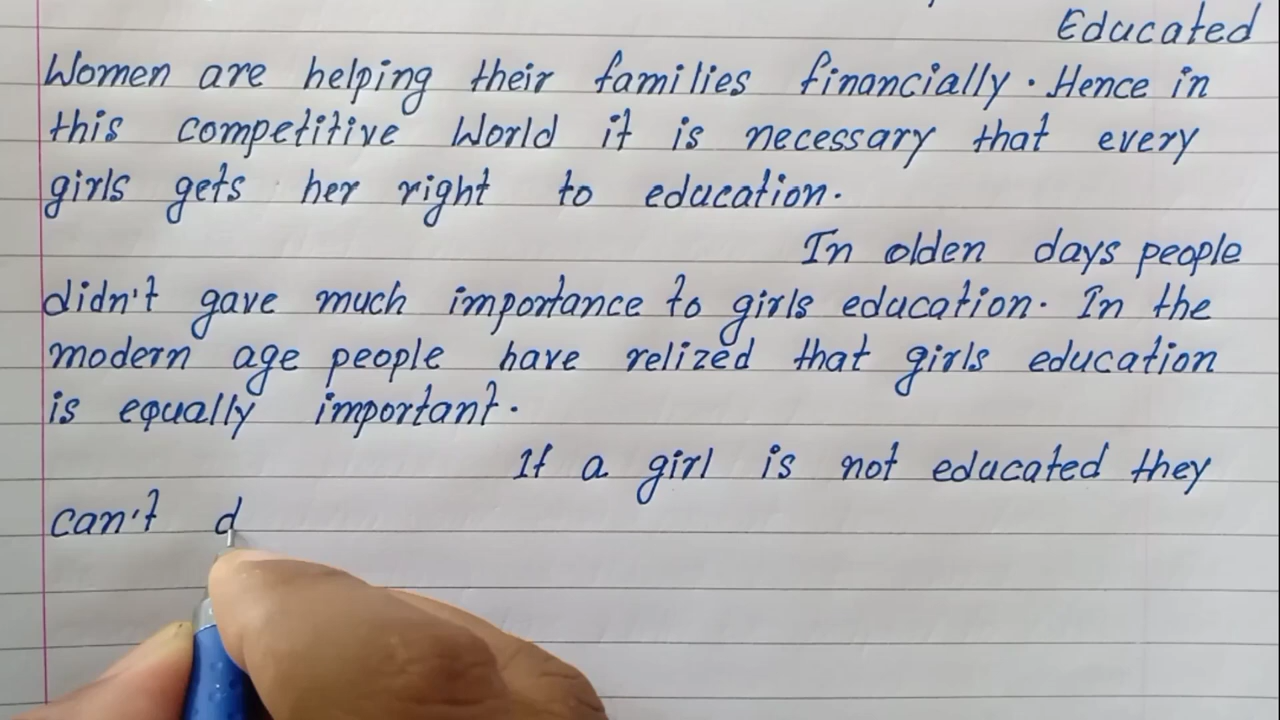 Educated
Women are helping their families financially. Hence in
this competitive World it is necessary that every
girls gets her right to education.
In olden days people
didn't gave much importance to girls education. In the
modern age people have relized that girls education
is equally important.
If a girl is not educated they
can't d